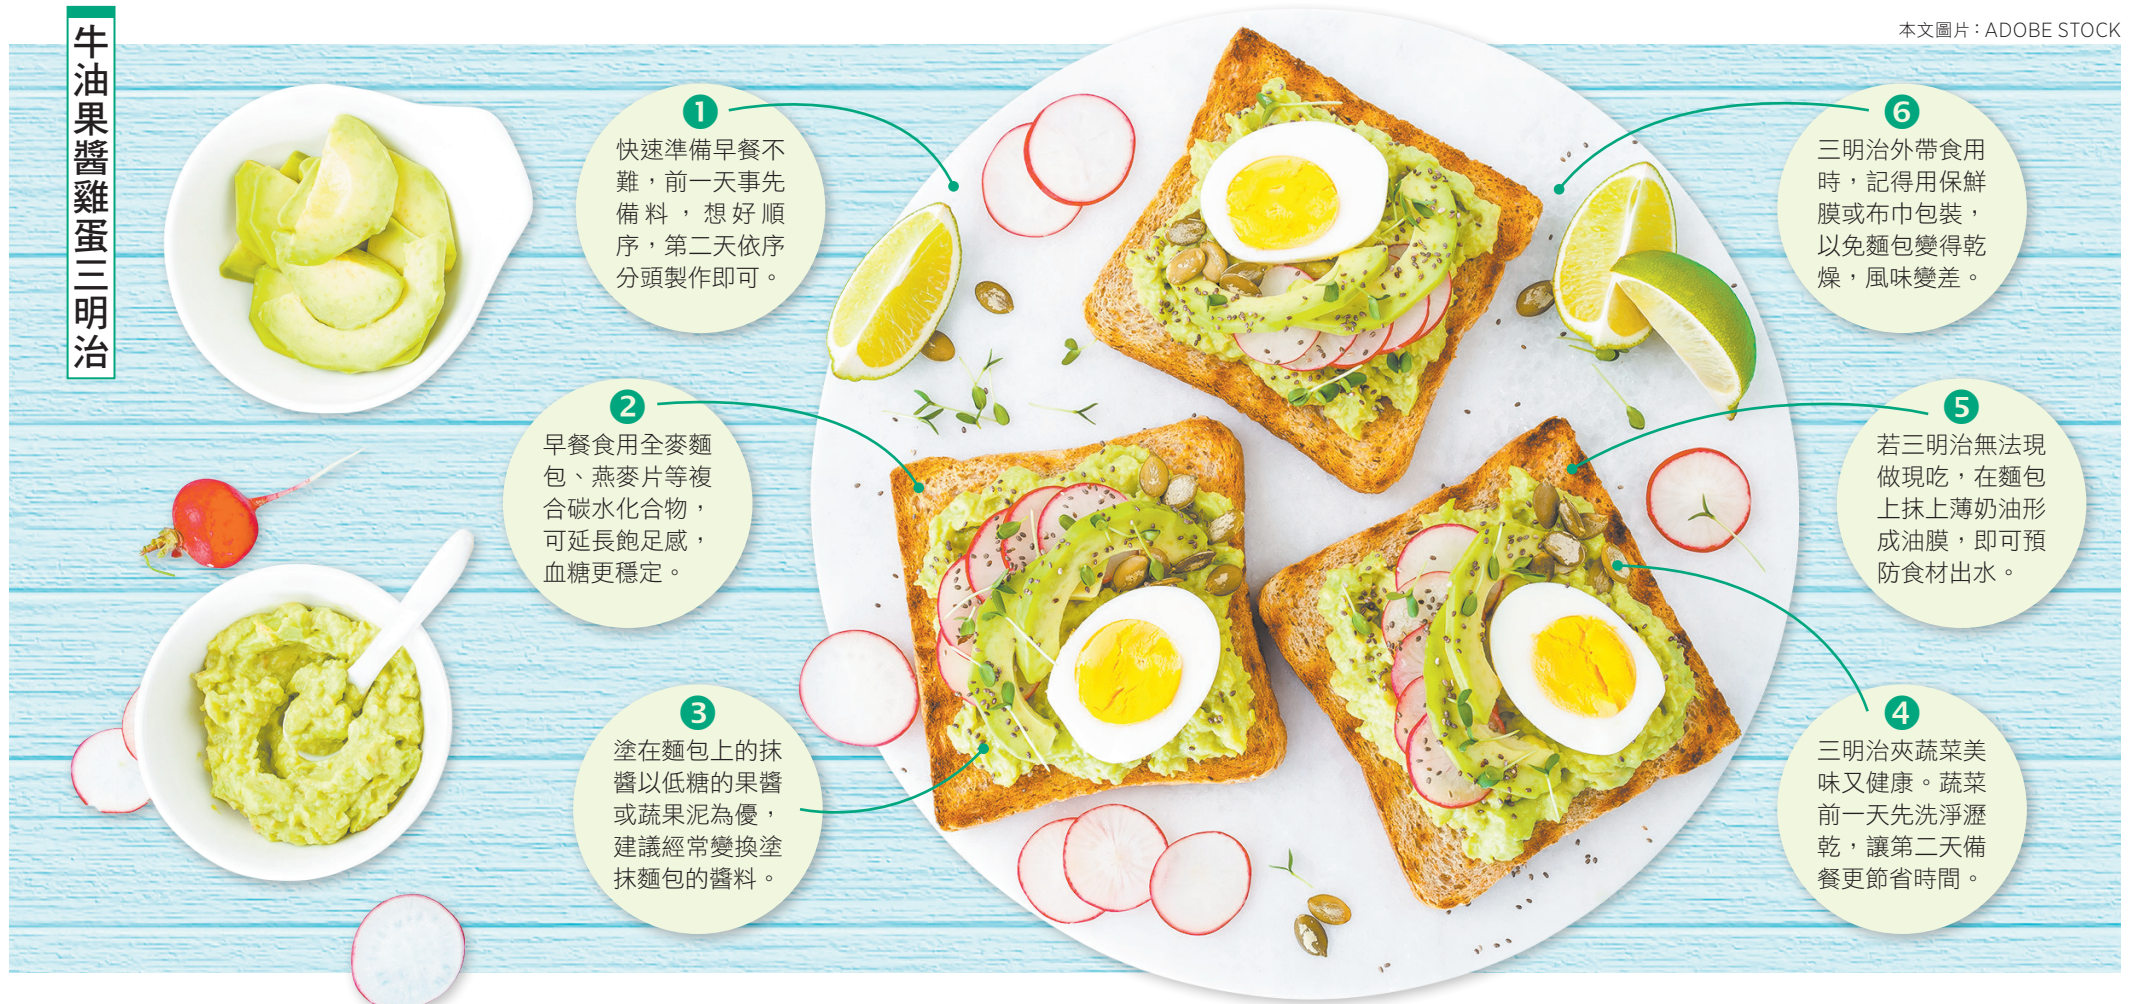 牛油果醬雞蛋三明治
本文圖片：ADOBE STOCK
1
快速準備早餐不
難，前一天事先
備料，想好順
序，第二天依序
分頭製作即可。
2
早餐食用全麥麵
包、燕麥片等複
合碳水化合物，
可延長飽足感，
血糖更穩定。
3
塗在麵包上的抹
醬以低糖的果醬
或蔬果泥為優，
建議經常變換塗
抹麵包的醬料。
4
三明治夾蔬菜美
味又健康。蔬菜
前一天先洗淨瀝
乾，讓第二天備
餐更節省時間。
5
若三明治無法現
做現吃，在麵包
上抹上薄奶油形
成油膜，即可預
防食材出水。
6
三明治外帶食用
時，記得用保鮮
膜或布巾包裝，
以免麵包變得乾
燥，風味變差。